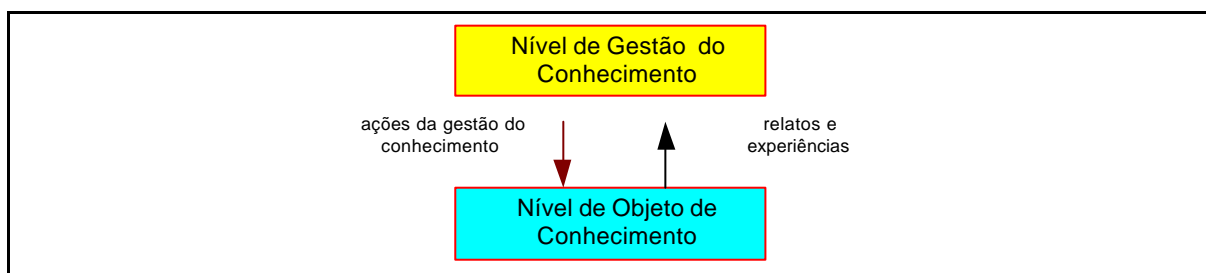 Nível de Gestão do
Conhecimento
ações da gestão do
conhecimento
relatos e
experiências
Nível de Objeto de
Conhecimento